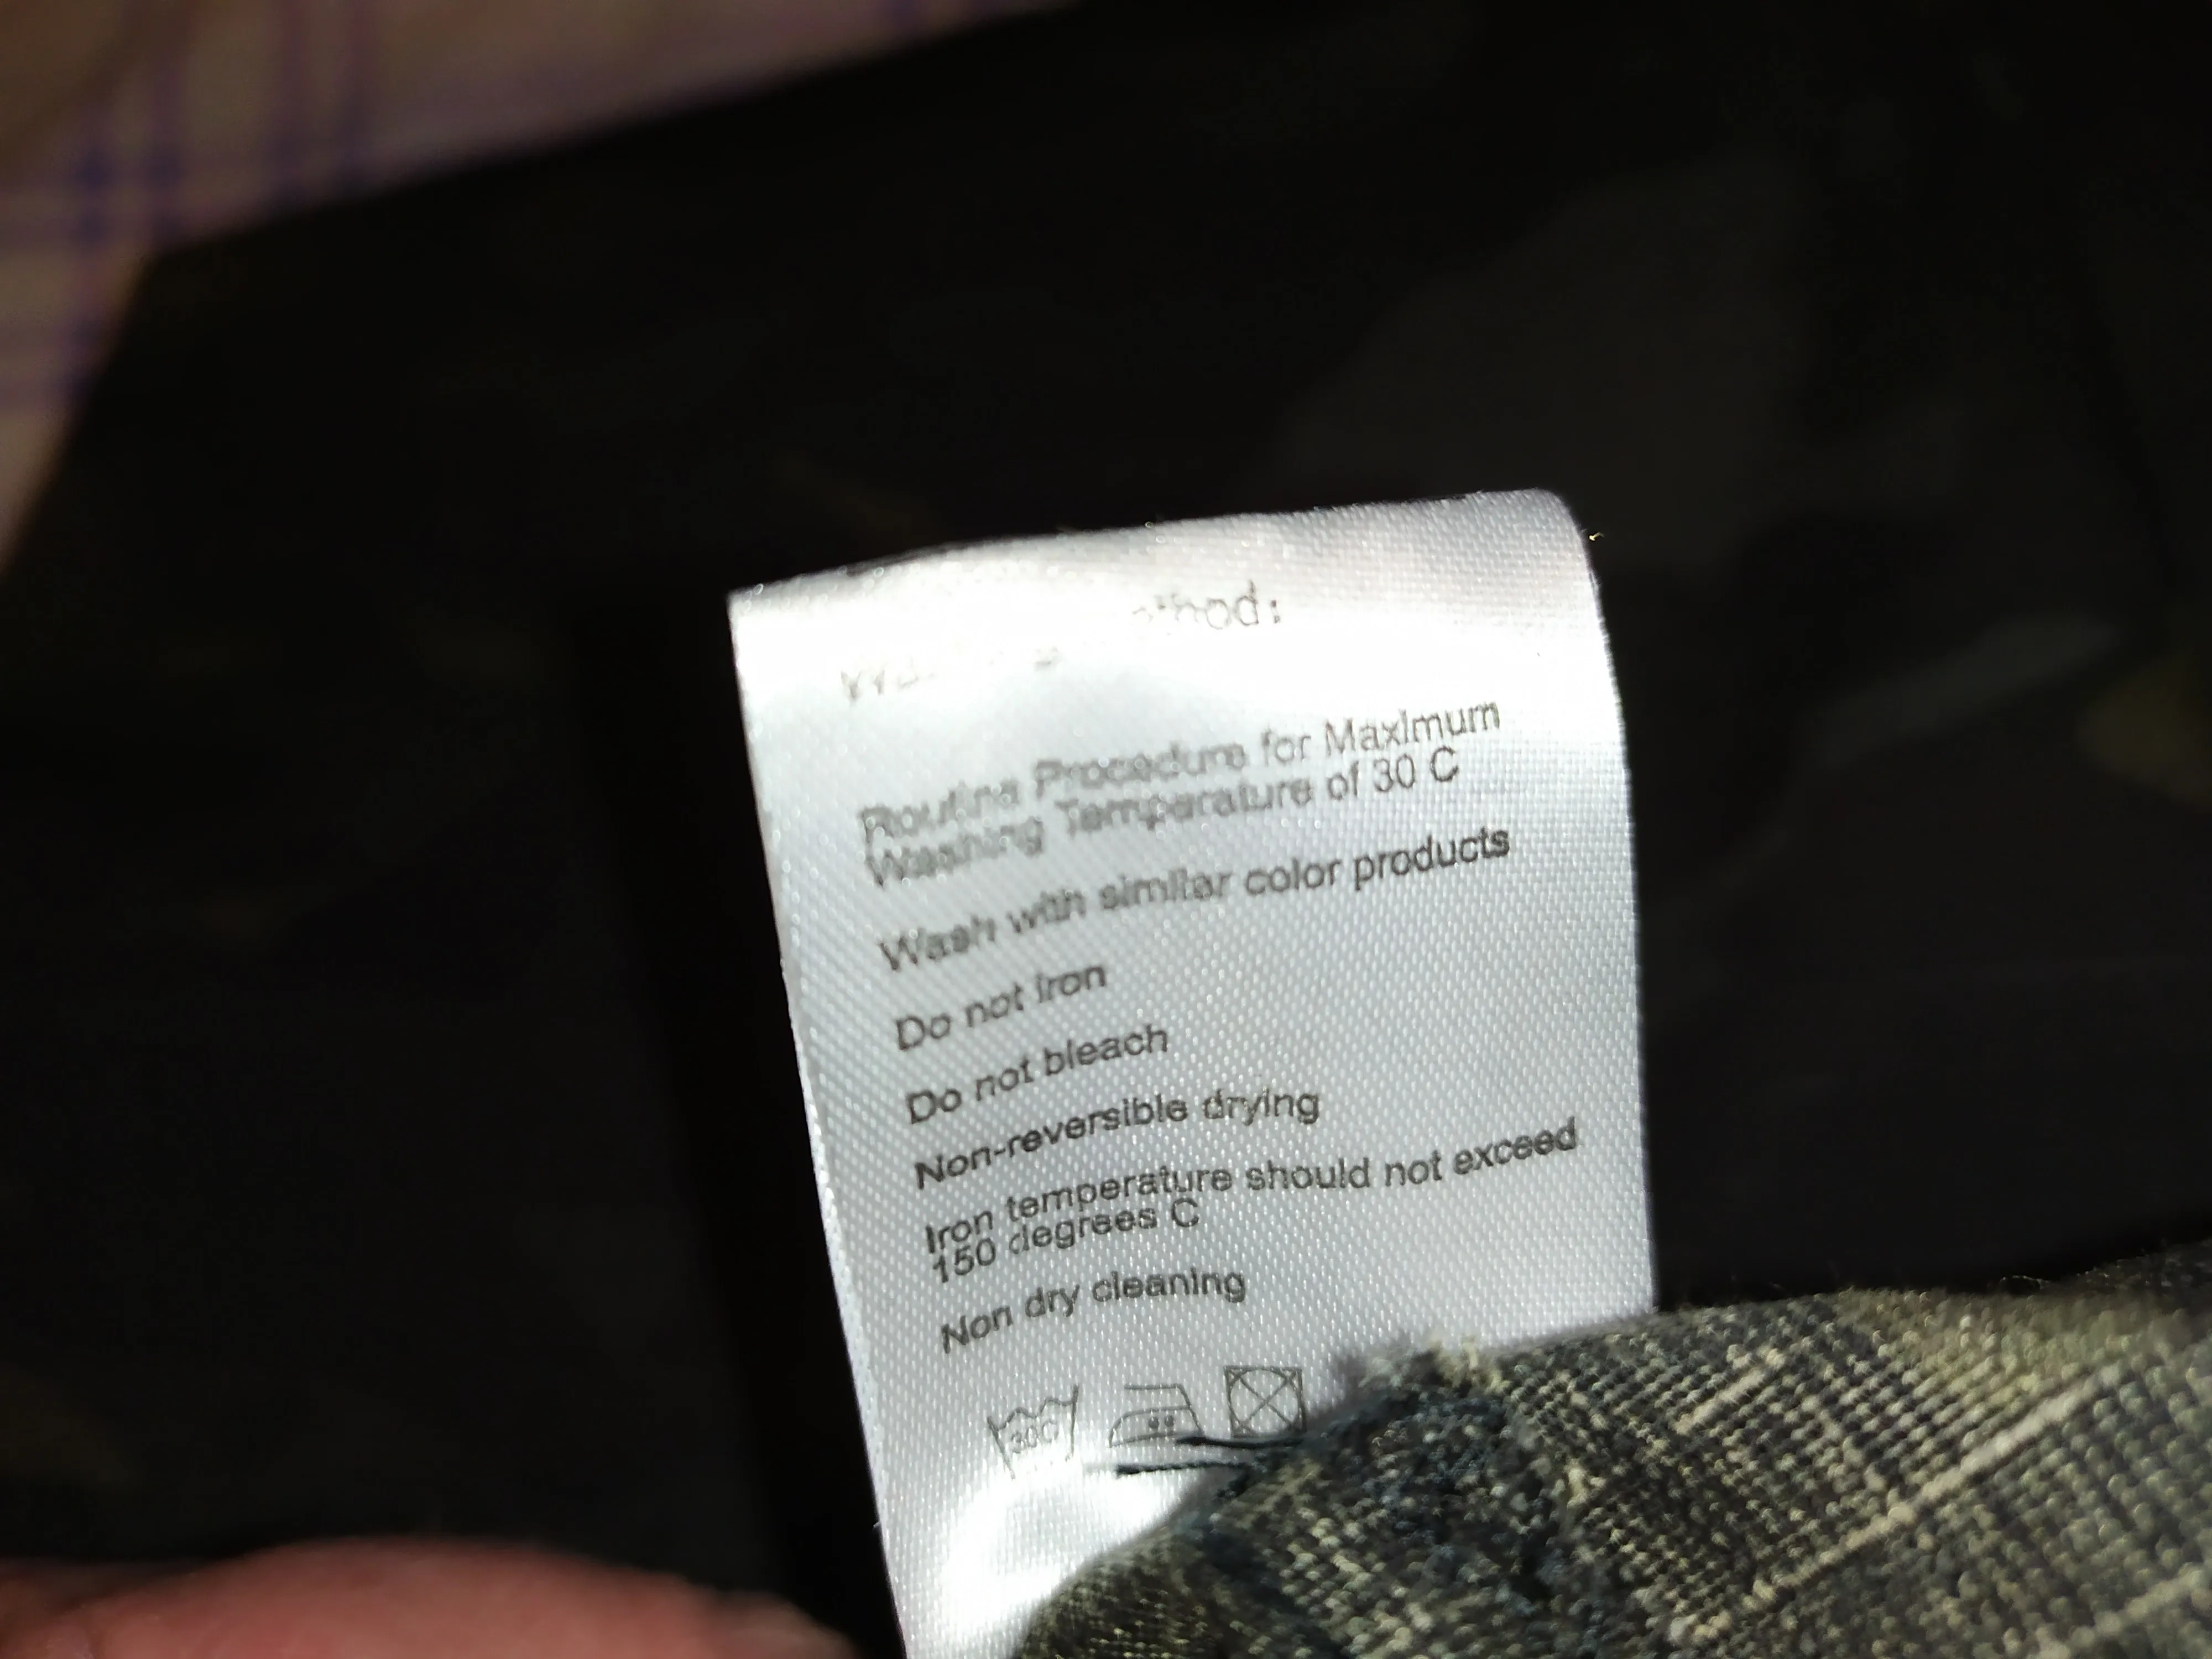 method:
Routine Procedure for Maximum
Washing Temperature of 30 C
Wash with similar color products
Do not iron
Do not bleach
Non-reversible drying
Iron temperature should not exceed
150 degrees C
Non dry cleaning
30C